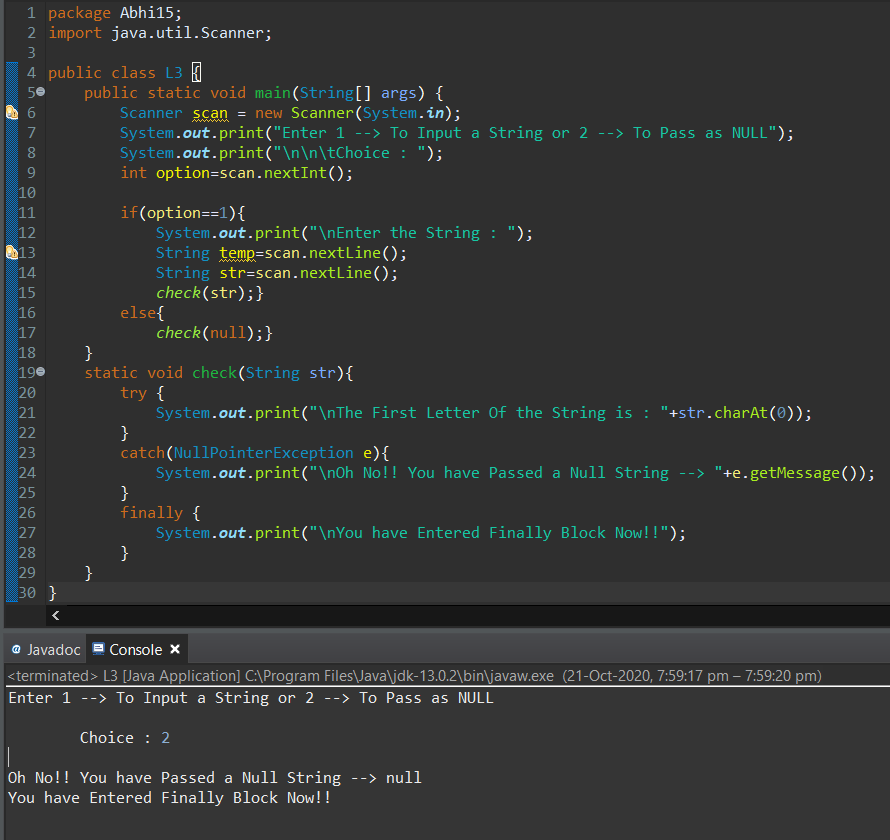 1 package Abhi15;
2 import java.util.Scanner;
3
4 public class L3 {
5 public static void main(String[] args) {
6 Scanner scan = new Scanner(System.in);
7 System.out.print("Enter 1 --> To Input a String or 2 --> To Pass as NULL");
8 System.out.print("\n\n\tChoice : ");
9 int option=scan.nextInt();
10
11 if(option==1){
12 System.out.print("\nEnter the String : ");
13 String temp=scan.nextLine();
14 String str=scan.nextLine();
15 check(str);}
16 else{
17 check(null);}
18 }
19 static void check(String str){
20 try {
21 System.out.print("\nThe First Letter Of the String is : "+str.charAt(0));
22 }
23 catch(NullPointerException e){
24 System.out.print("\nOh No!! You have Passed a Null String --> "+e.getMessage());
25 }
26 finally {
27 System.out.print("\nYou have Entered Finally Block Now!!");
28 }
29 }
30 }
@ Javadoc Console
<terminated> L3 [Java Application] C:\Program Files\Java\jdk-13.0.2\bin\javaw.exe (21-Oct-2020, 7:59:17 pm – 7:59:20 pm)
Enter 1 --> To Input a String or 2 --> To Pass as NULL
Choice : 2
Oh No!! You have Passed a Null String --> null
You have Entered Finally Block Now!!